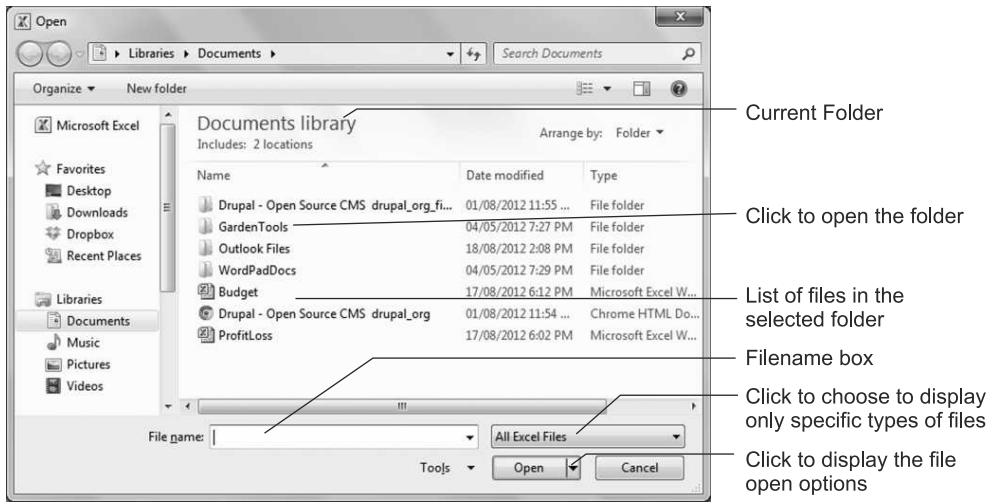 Open
Libraries ▸ Documents ▸
Search Documents
Organize ▾ New folder
Microsoft Excel
Favorites
Desktop
Downloads
Dropbox
Recent Places
Libraries
Documents
Music
Pictures
Videos
Documents library
Includes: 2 locations
Arrange by: Folder ▾
Name Date modified Type
Drupal - Open Source CMS drupal_org_fi... 01/08/2012 11:55 ... File folder
GardenTools 04/05/2012 7:27 PM File folder
Outlook Files 18/08/2012 2:08 PM File folder
WordPadDocs 04/05/2012 7:29 PM File folder
Budget 17/08/2012 6:12 PM Microsoft Excel W...
Drupal - Open Source CMS drupal_org 01/08/2012 11:54 ... Chrome HTML Do...
ProfitLoss 17/08/2012 6:02 PM Microsoft Excel W...
File name:
All Excel Files
Tools ▾ Open Cancel
Current Folder
Click to open the folder
List of files in the
selected folder
Filename box
Click to choose to display
only specific types of files
Click to display the file
open options